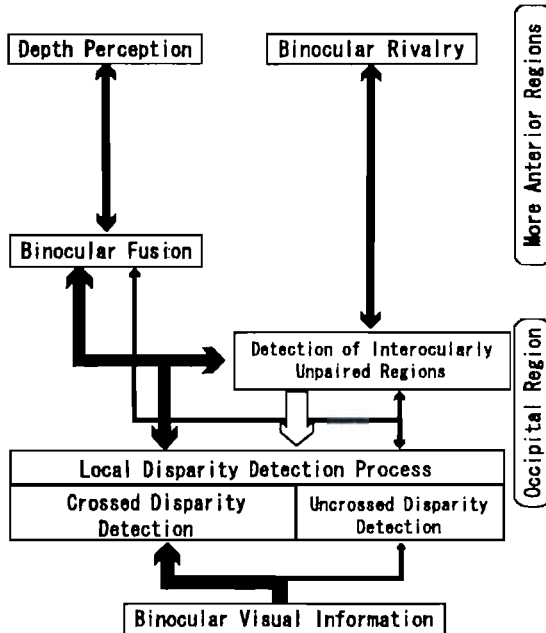 Depth Perception
Binocular Rivalry
More Anterior Regions
Binocular Fusion
Detection of Interocularly
Unpaired Regions
Occipital Region
Local Disparity Detection Process
Crossed Disparity
Detection
Uncrossed Disparity
Detection
Binocular Visual Information